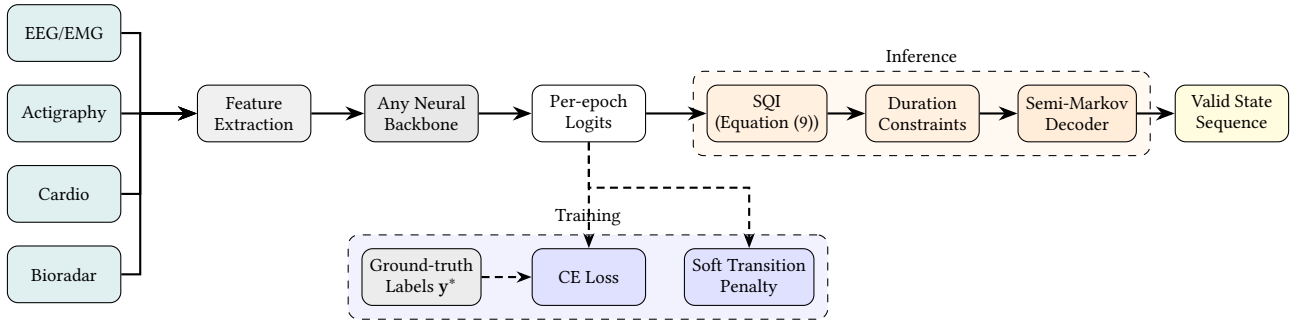 EEG/EMG
Actigraphy
Cardio
Bioradar
Feature
Extraction
Any Neural
Backbone
Per-epoch
Logits
Inference
SQI
(Equation (9))
Duration
Constraints
Semi-Markov
Decoder
Valid State
Sequence
Training
Ground-truth
Labels y*
CE Loss
Soft Transition
Penalty